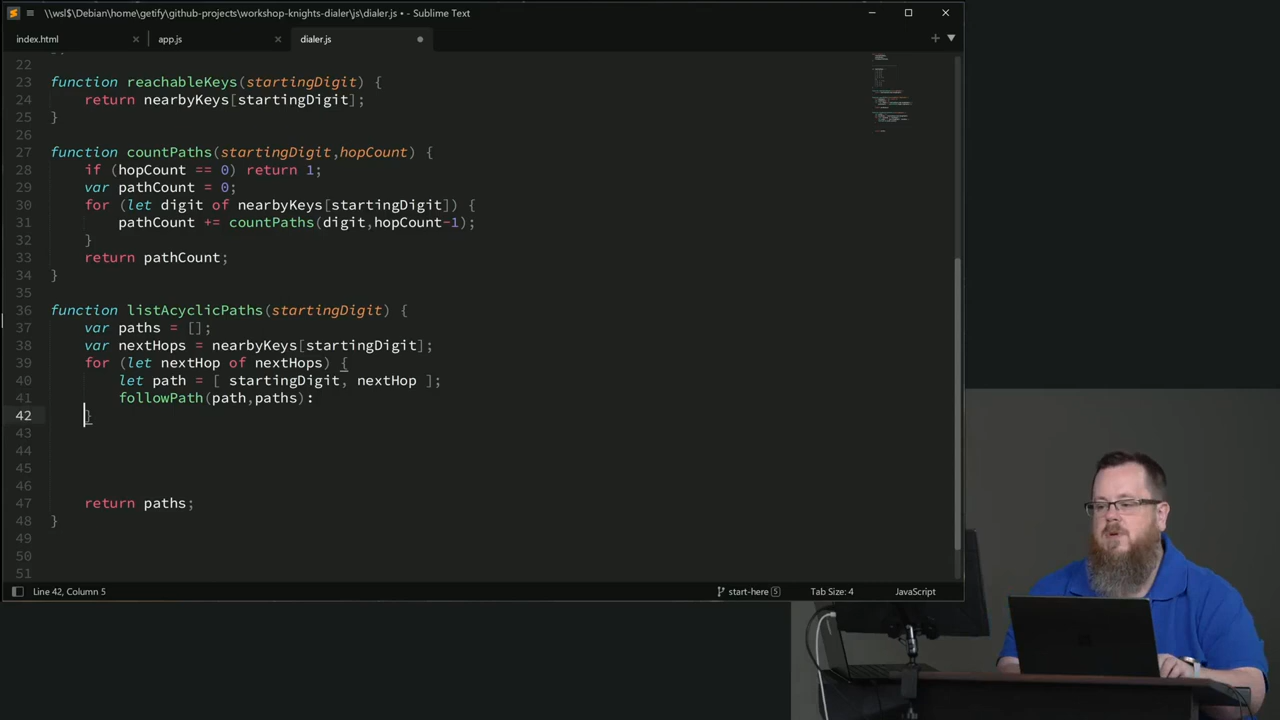 \\wsl$\Debian\home\getify\github-projects\workshop-knights-dialer\js\dialer.js • - Sublime Text
index.html
app.js
dialer.js
22
23 function reachableKeys(startingDigit) {
24 return nearbyKeys[startingDigit];
25 }
26
27 function countPaths(startingDigit,hopCount) {
28 if (hopCount == 0) return 1;
29 var pathCount = 0;
30 for (let digit of nearbyKeys[startingDigit]) {
31 pathCount += countPaths(digit,hopCount-1);
32 }
33 return pathCount;
34 }
35
36 function listAcyclicPaths(startingDigit) {
37 var paths = [];
38 var nextHops = nearbyKeys[startingDigit];
39 for (let nextHop of nextHops) {
40 let path = [ startingDigit, nextHop ];
41 followPath(path,paths):
42 }
43
44
45
46
47 return paths;
48 }
49
50
51
Line 42, Column 5
start-here 5
Tab Size: 4
JavaScript